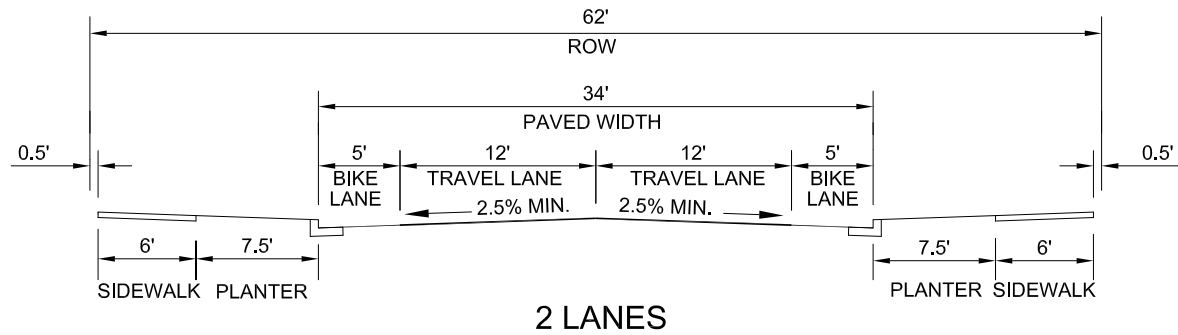 62'
ROW
34'
PAVED WIDTH
0.5' 5' 12' 12' 5' 0.5'
BIKE LANE TRAVEL LANE TRAVEL LANE BIKE LANE
2.5% MIN. 2.5% MIN.
6' 7.5' 7.5' 6'
SIDEWALK PLANTER PLANTER SIDEWALK
2 LANES